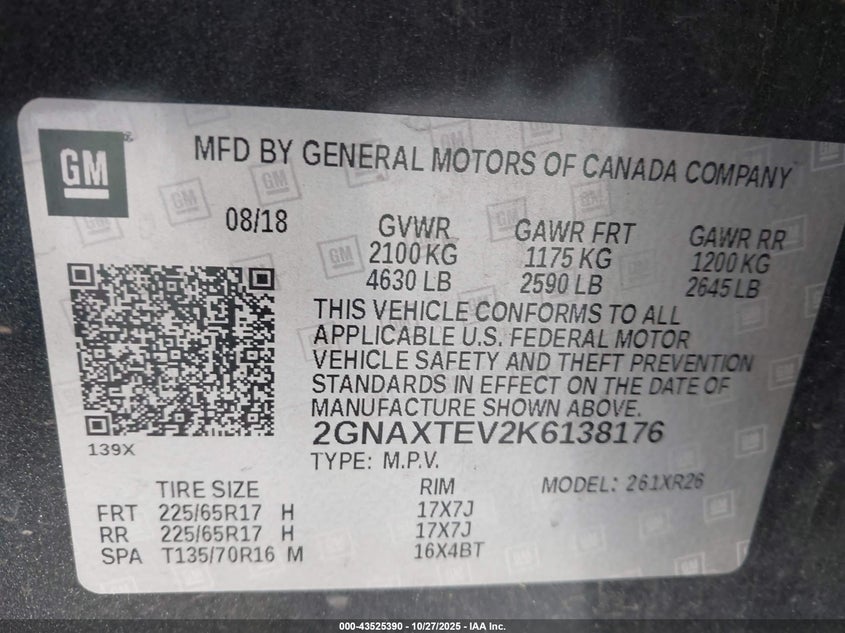 GM
MFD BY GENERAL MOTORS OF CANADA COMPANY
08/18
GVWR GAWR FRT GAWR RR
2100 KG 1175 KG 1200 KG
4630 LB 2590 LB 2645 LB
THIS VEHICLE CONFORMS TO ALL
APPLICABLE U.S. FEDERAL MOTOR
VEHICLE SAFETY AND THEFT PREVENTION
STANDARDS IN EFFECT ON THE DATE OF
MANUFACTURE SHOWN ABOVE.
2GNAXTEV2K6138176
139X
TYPE: M.P.V.
MODEL: 261XR26
TIRE SIZE RIM
FRT 225/65R17 H 17X7J
RR 225/65R17 H 17X7J
SPA T135/70R16 M 16X4BT
000-43525390 - 10/27/2025 - IAA Inc.